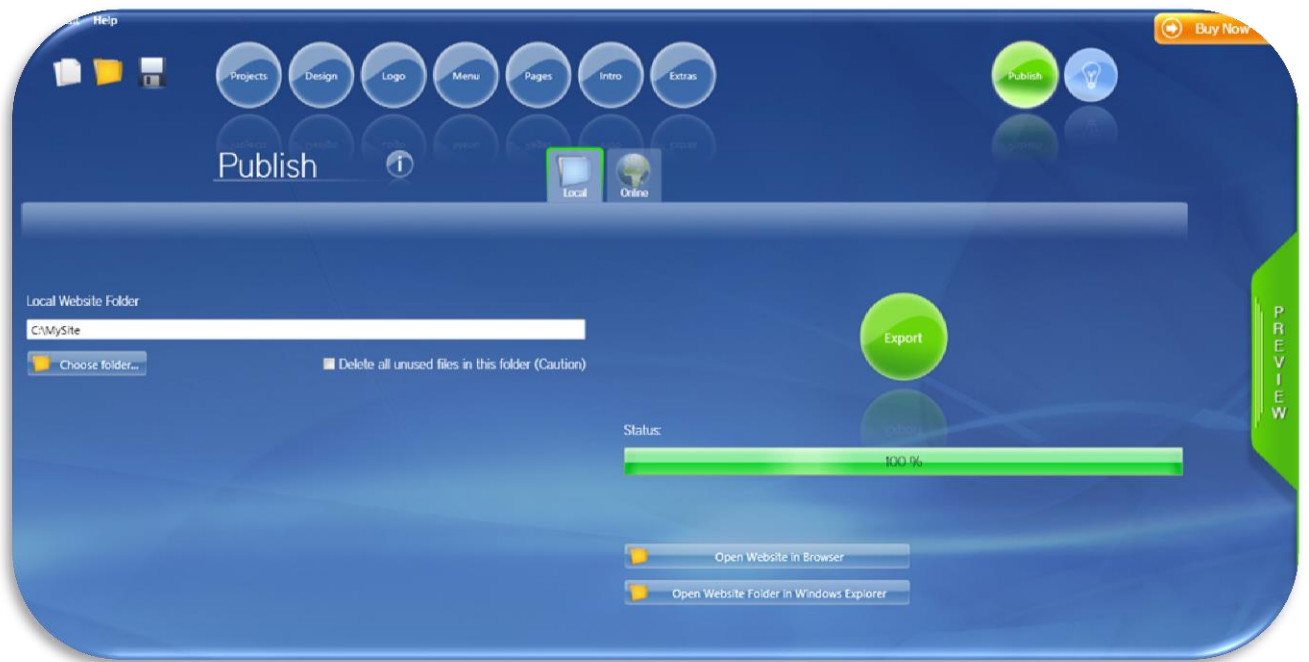 Help
Buy Now
Projects
Design
Logo
Menu
Pages
Intro
Extras
Publish
Publish
Local
Online
Local Website Folder
C:\MySite
Choose folder...
Delete all unused files in this folder (Caution)
Export
PREVIEW
Status:
100 %
Open Website in Browser
Open Website Folder in Windows Explorer